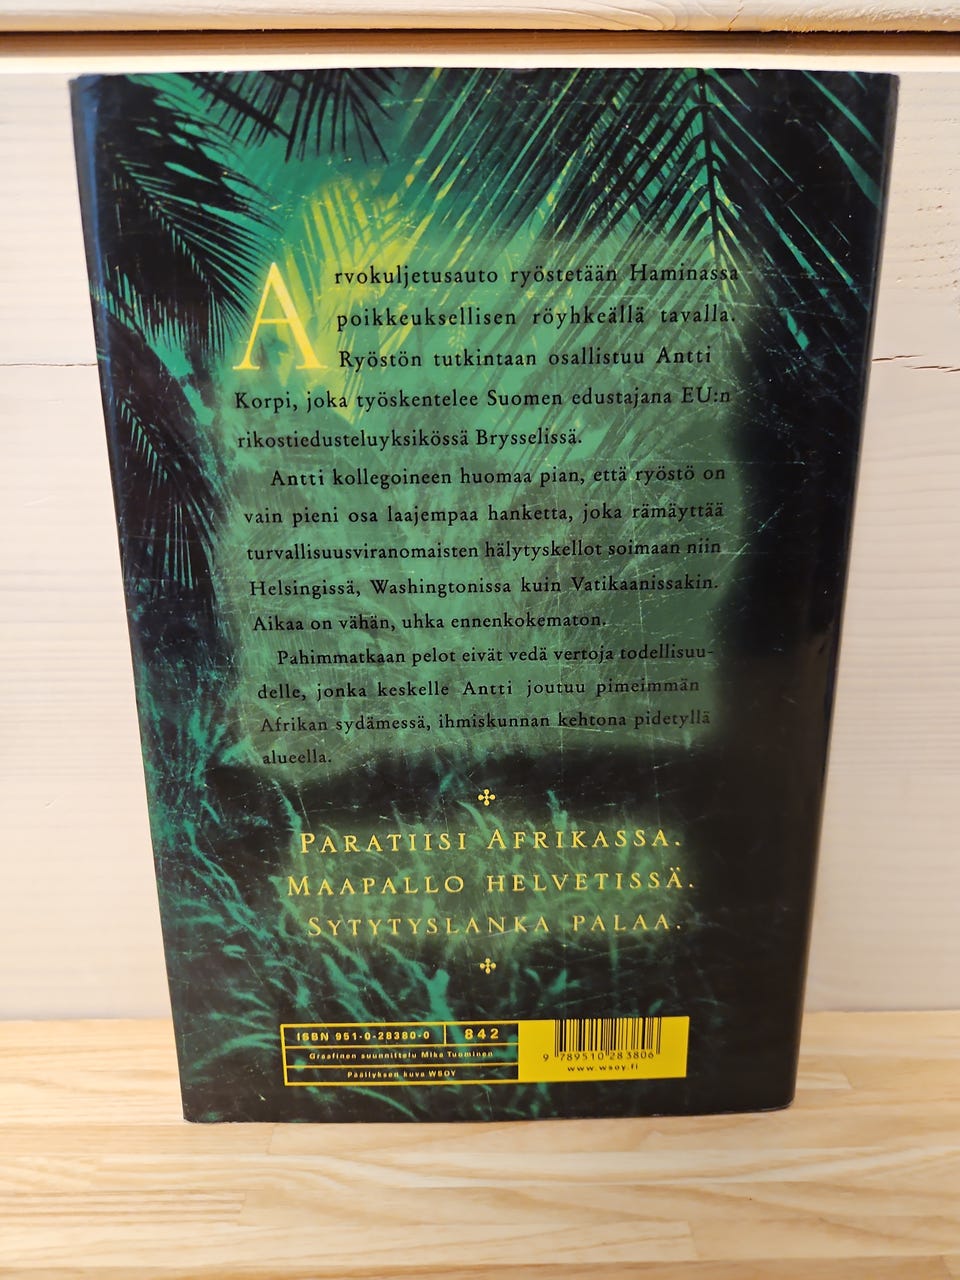 Arvokuljetusauto ryöstetään Haminassa
poikkeuksellisen röyhkeällä tavalla.
Ryöstön tutkintaan osallistuu Antti
Korpi, joka työskentelee Suomen edustajana EU:n
rikostiedusteluyksikössä Brysselissä.
Antti kollegoineen huomaa pian, että ryöstö on
vain pieni osa laajempaa hanketta, joka rämäyttää
turvallisuusviranomaisten hälytyskellot soimaan niin
Helsingissä, Washingtonissa kuin Vatikaanissakin.
Aikaa on vähän, uhka ennenkokematon.
Pahimmatkaan pelot eivät vedä vertoja todellisuu-
delle, jonka keskelle Antti joutuu pimeimmän
Afrikan sydämessä, ihmiskunnan kehtona pidetyllä
alueella.
PARATIISI AFRIKASSA.
MAAPALLO HELVETISSÄ.
SYTYTYSLANKA PALAA.
ISBN 951-0-28380-0 842
Graafinen suunnittelu Mika Tuominen
Päällyksen kuva WSOY
9 789510 283806
www.wsoy.fi